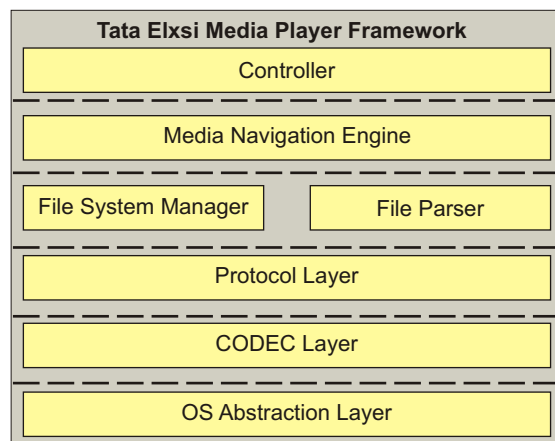 Tata Elxsi Media Player Framework
Controller
Media Navigation Engine
File System Manager
File Parser
Protocol Layer
CODEC Layer
OS Abstraction Layer